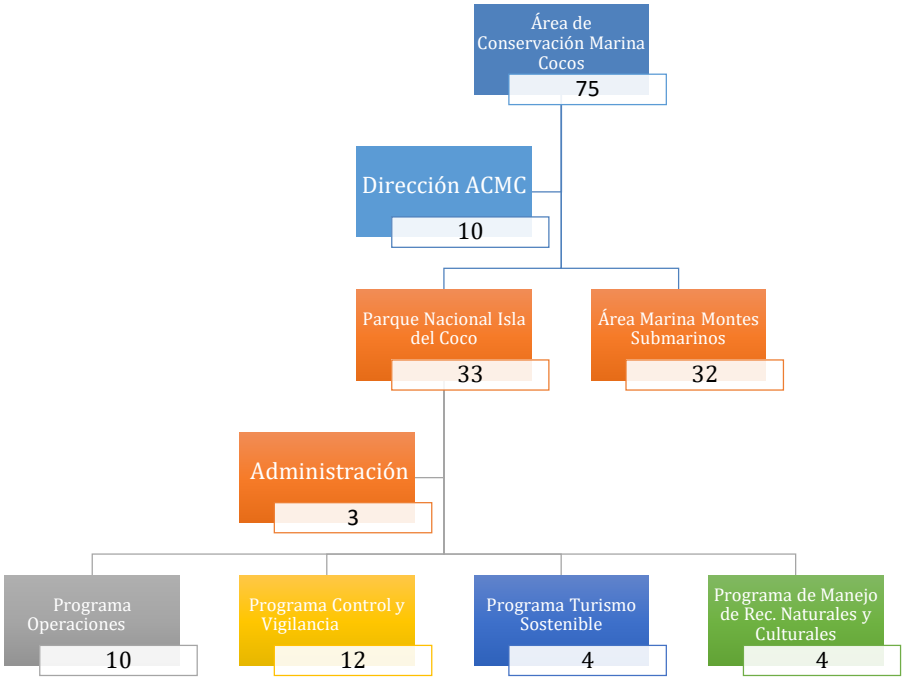 Área de
Conservación Marina
Cocos
75
Dirección ACMC
10
Parque Nacional Isla
del Coco
33
Área Marina Montes
Submarinos
32
Administración
3
Programa
Operaciones
10
Programa Control y
Vigilancia
12
Programa Turismo
Sostenible
4
Programa de Manejo
de Rec. Naturales y
Culturales
4